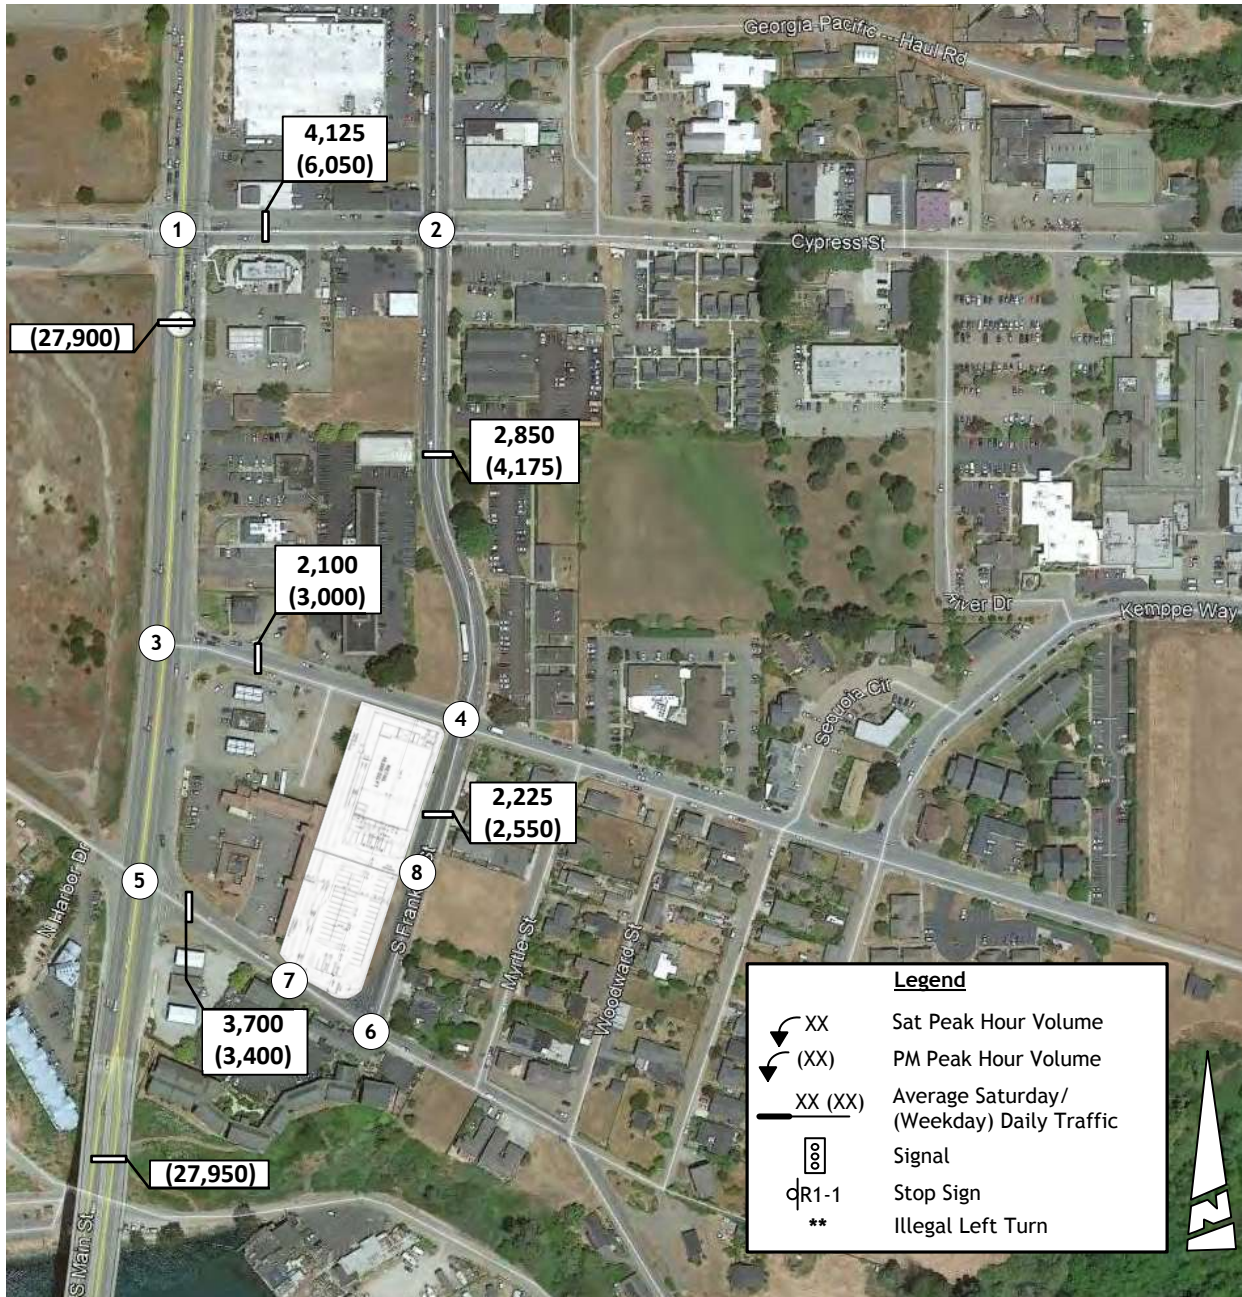 Georgia Pacific Haul Rd
4,125
(6,050)
1
2
Cypress St
(27,900)
2,850
(4,175)
2,100
(3,000)
River Dr
Kemppe Way
3
4
Sequoia Cir
2,225
(2,550)
N Harbor Dr
5
8
S Frank
St
Myrtle St
Woodward St
7
6
3,700
(3,400)
(27,950)
S Main St
Legend
XX Sat Peak Hour Volume
(XX) PM Peak Hour Volume
XX (XX) Average Saturday/
(Weekday) Daily Traffic
Signal
R1-1 Stop Sign
** Illegal Left Turn
N